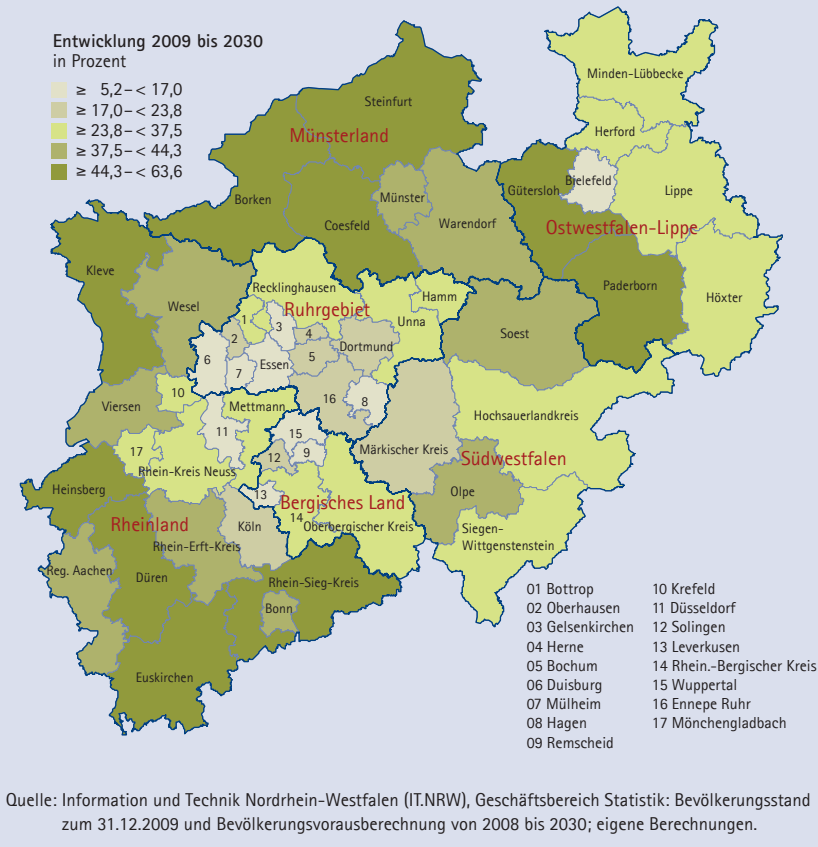 Entwicklung 2009 bis 2030
in Prozent
≥ 5,2–< 17,0
≥ 17,0–< 23,8
≥ 23,8–< 37,5
≥ 37,5–< 44,3
≥ 44,3–< 63,6
Minden-Lübbecke
Steinfurt
Herford
Münsterland
Bielefeld
Lippe
Gütersloh
Münster
Borken
Coesfeld
Warendorf
Ostwestfalen-Lippe
Kleve
Recklinghausen
Paderborn
Höxter
Hamm
Wesel
Ruhrgebiet
1
3
Unna
Soest
2
4
Dortmund
6
5
7
Essen
10
16
8
Viersen
Mettmann
Hochsauerlandkreis
11
15
17
12
9
Märkischer Kreis
Südwestfalen
Rhein-Kreis Neuss
Heinsberg
13
Bergisches Land
Olpe
14
Rheinland
Köln
Oberbergischer Kreis
Siegen-
Wittgenstenstein
Rhein-Erft-Kreis
Reg. Aachen
Düren
Rhein-Sieg-Kreis
Bonn
Euskirchen
01 Bottrop
02 Oberhausen
03 Gelsenkirchen
04 Herne
05 Bochum
06 Duisburg
07 Mülheim
08 Hagen
09 Remscheid
10 Krefeld
11 Düsseldorf
12 Solingen
13 Leverkusen
14 Rhein.-Bergischer Kreis
15 Wuppertal
16 Ennepe Ruhr
17 Mönchengladbach
Quelle: Information und Technik Nordrhein-Westfalen (IT.NRW), Geschäftsbereich Statistik: Bevölkerungsstand
zum 31.12.2009 und Bevölkerungsvorausberechnung von 2008 bis 2030; eigene Berechnungen.